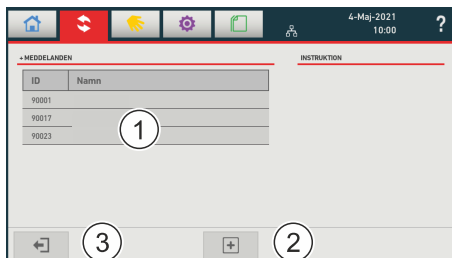 4-Maj-2021
10:00
?
+ MEDDELANDEN
INSTRUKTION
ID Namn
90001
90017
90023
1
3
2